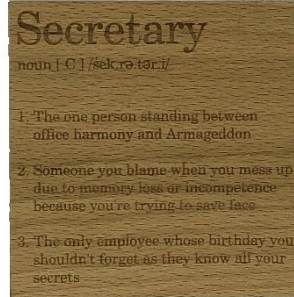 Secretary
noun [ C ] /ˈsek.rə.tər.i/
1. The one person standing between
office harmony and Armageddon
2. Someone you blame when you mess up
due to memory loss or incompetence
because you're trying to save face
3. The only employee whose birthday you
shouldn't forget as they know all your
secrets